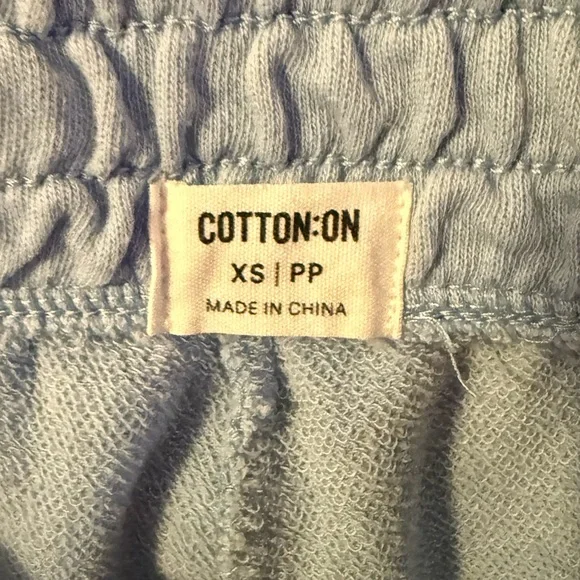 COTTON:ON
XS | PP
MADE IN CHINA